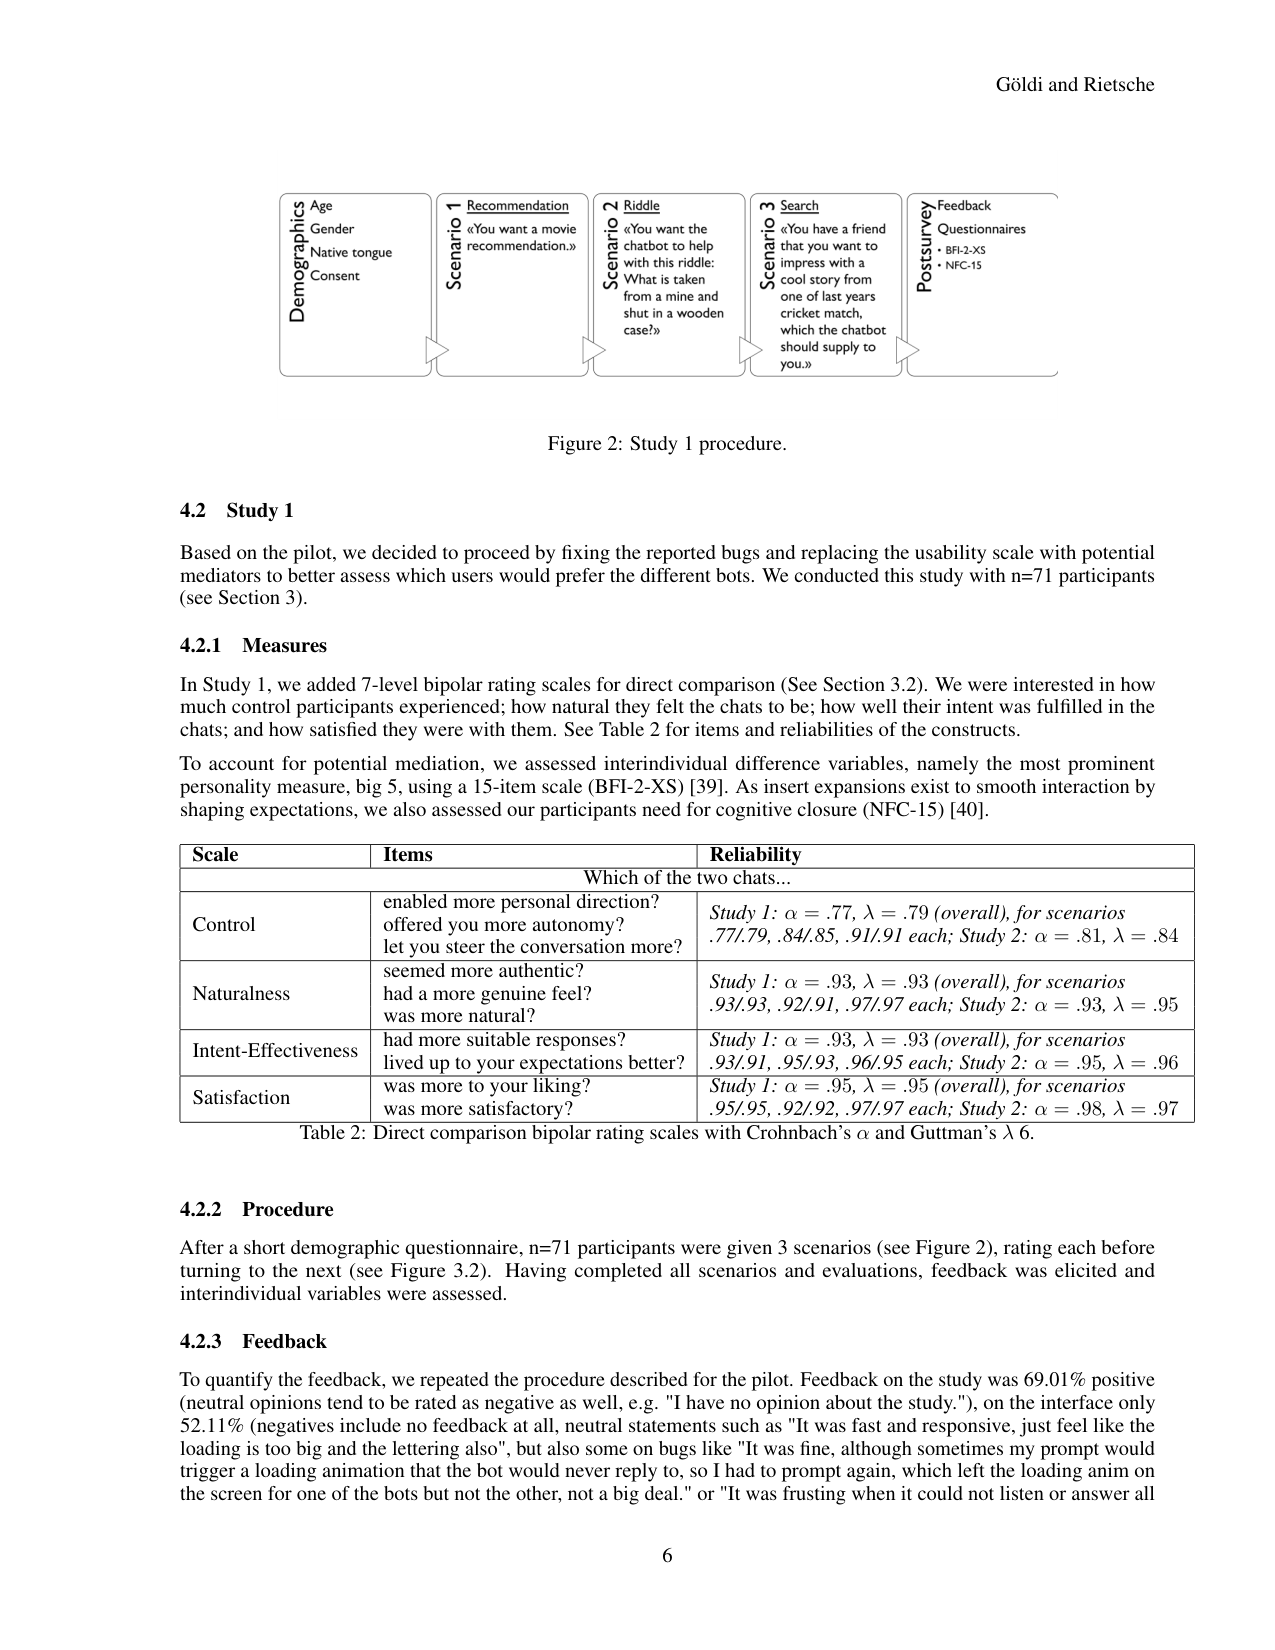 Göldi and Rietsche
Demographics
Age
Gender
Native tongue
Consent
Scenario 1
Recommendation
«You want a movie
recommendation.»
Scenario 2
Riddle
«You want the
chatbot to help
with this riddle:
What is taken
from a mine and
shut in a wooden
case?»
Scenario 3
Search
«You have a friend
that you want to
impress with a
cool story from
one of last years
cricket match,
which the chatbot
should supply to
you.»
Postsurvey
Feedback
Questionnaires
• BFI-2-XS
• NFC-15
Figure 2: Study 1 procedure.
4.2 Study 1
Based on the pilot, we decided to proceed by fixing the reported bugs and replacing the usability scale with potential
mediators to better assess which users would prefer the different bots. We conducted this study with n=71 participants
(see Section 3).
4.2.1 Measures
In Study 1, we added 7-level bipolar rating scales for direct comparison (See Section 3.2). We were interested in how
much control participants experienced; how natural they felt the chats to be; how well their intent was fulfilled in the
chats; and how satisfied they were with them. See Table 2 for items and reliabilities of the constructs.
To account for potential mediation, we assessed interindividual difference variables, namely the most prominent
personality measure, big 5, using a 15-item scale (BFI-2-XS) [39]. As insert expansions exist to smooth interaction by
shaping expectations, we also assessed our participants need for cognitive closure (NFC-15) [40].
Scale Items Reliability
Which of the two chats...
Control
enabled more personal direction?
offered you more autonomy?
let you steer the conversation more?
Study 1: α = .77, λ = .79 (overall), for scenarios
.77/.79, .84/.85, .91/.91 each; Study 2: α = .81, λ = .84
Naturalness
seemed more authentic?
had a more genuine feel?
was more natural?
Study 1: α = .93, λ = .93 (overall), for scenarios
.93/.93, .92/.91, .97/.97 each; Study 2: α = .93, λ = .95
Intent-Effectiveness
had more suitable responses?
lived up to your expectations better?
Study 1: α = .93, λ = .93 (overall), for scenarios
.93/.91, .95/.93, .96/.95 each; Study 2: α = .95, λ = .96
Satisfaction
was more to your liking?
was more satisfactory?
Study 1: α = .95, λ = .95 (overall), for scenarios
.95/.95, .92/.92, .97/.97 each; Study 2: α = .98, λ = .97
Table 2: Direct comparison bipolar rating scales with Crohnbach's α and Guttman's λ 6.
4.2.2 Procedure
After a short demographic questionnaire, n=71 participants were given 3 scenarios (see Figure 2), rating each before
turning to the next (see Figure 3.2). Having completed all scenarios and evaluations, feedback was elicited and
interindividual variables were assessed.
4.2.3 Feedback
To quantify the feedback, we repeated the procedure described for the pilot. Feedback on the study was 69.01% positive
(neutral opinions tend to be rated as negative as well, e.g. "I have no opinion about the study."), on the interface only
52.11% (negatives include no feedback at all, neutral statements such as "It was fast and responsive, just feel like the
loading is too big and the lettering also", but also some on bugs like "It was fine, although sometimes my prompt would
trigger a loading animation that the bot would never reply to, so I had to prompt again, which left the loading anim on
the screen for one of the bots but not the other, not a big deal." or "It was frusting when it could not listen or answer all
6